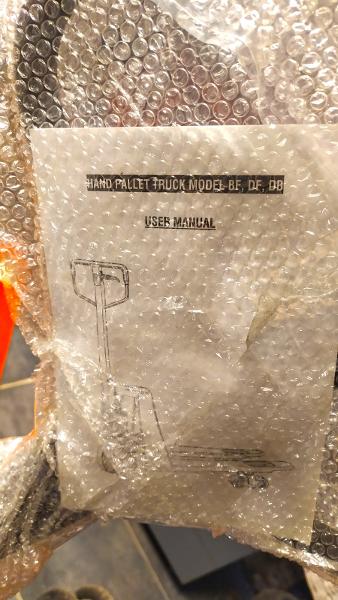 HAND PALLET TRUCK MODEL BF, DF, DB
USER MANUAL